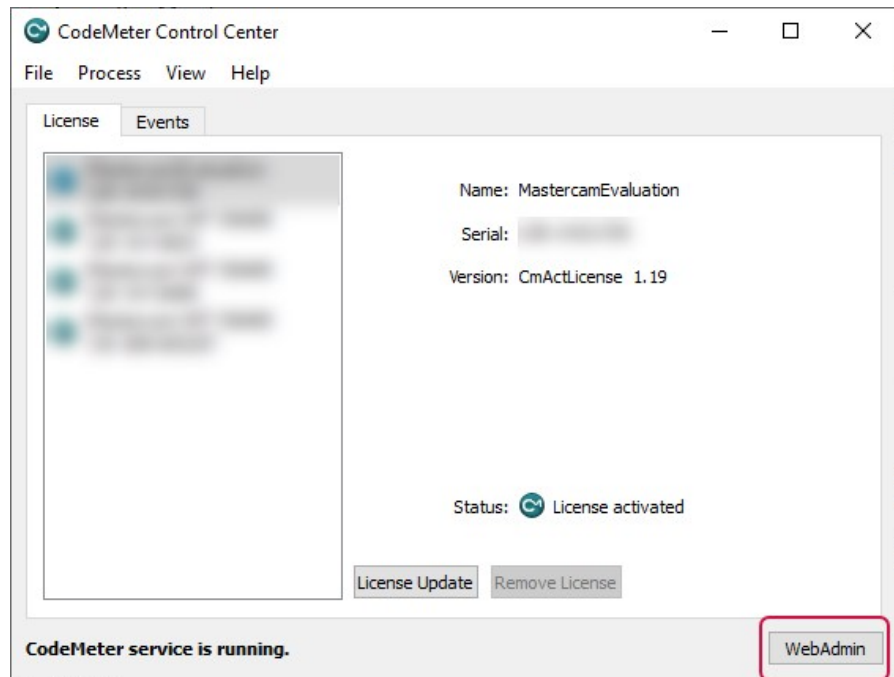 CodeMeter Control Center
File Process View Help
License Events
Name: MastercamEvaluation
Serial:
Version: CmActLicense 1.19
Status: License activated
License Update Remove License
CodeMeter service is running.
WebAdmin